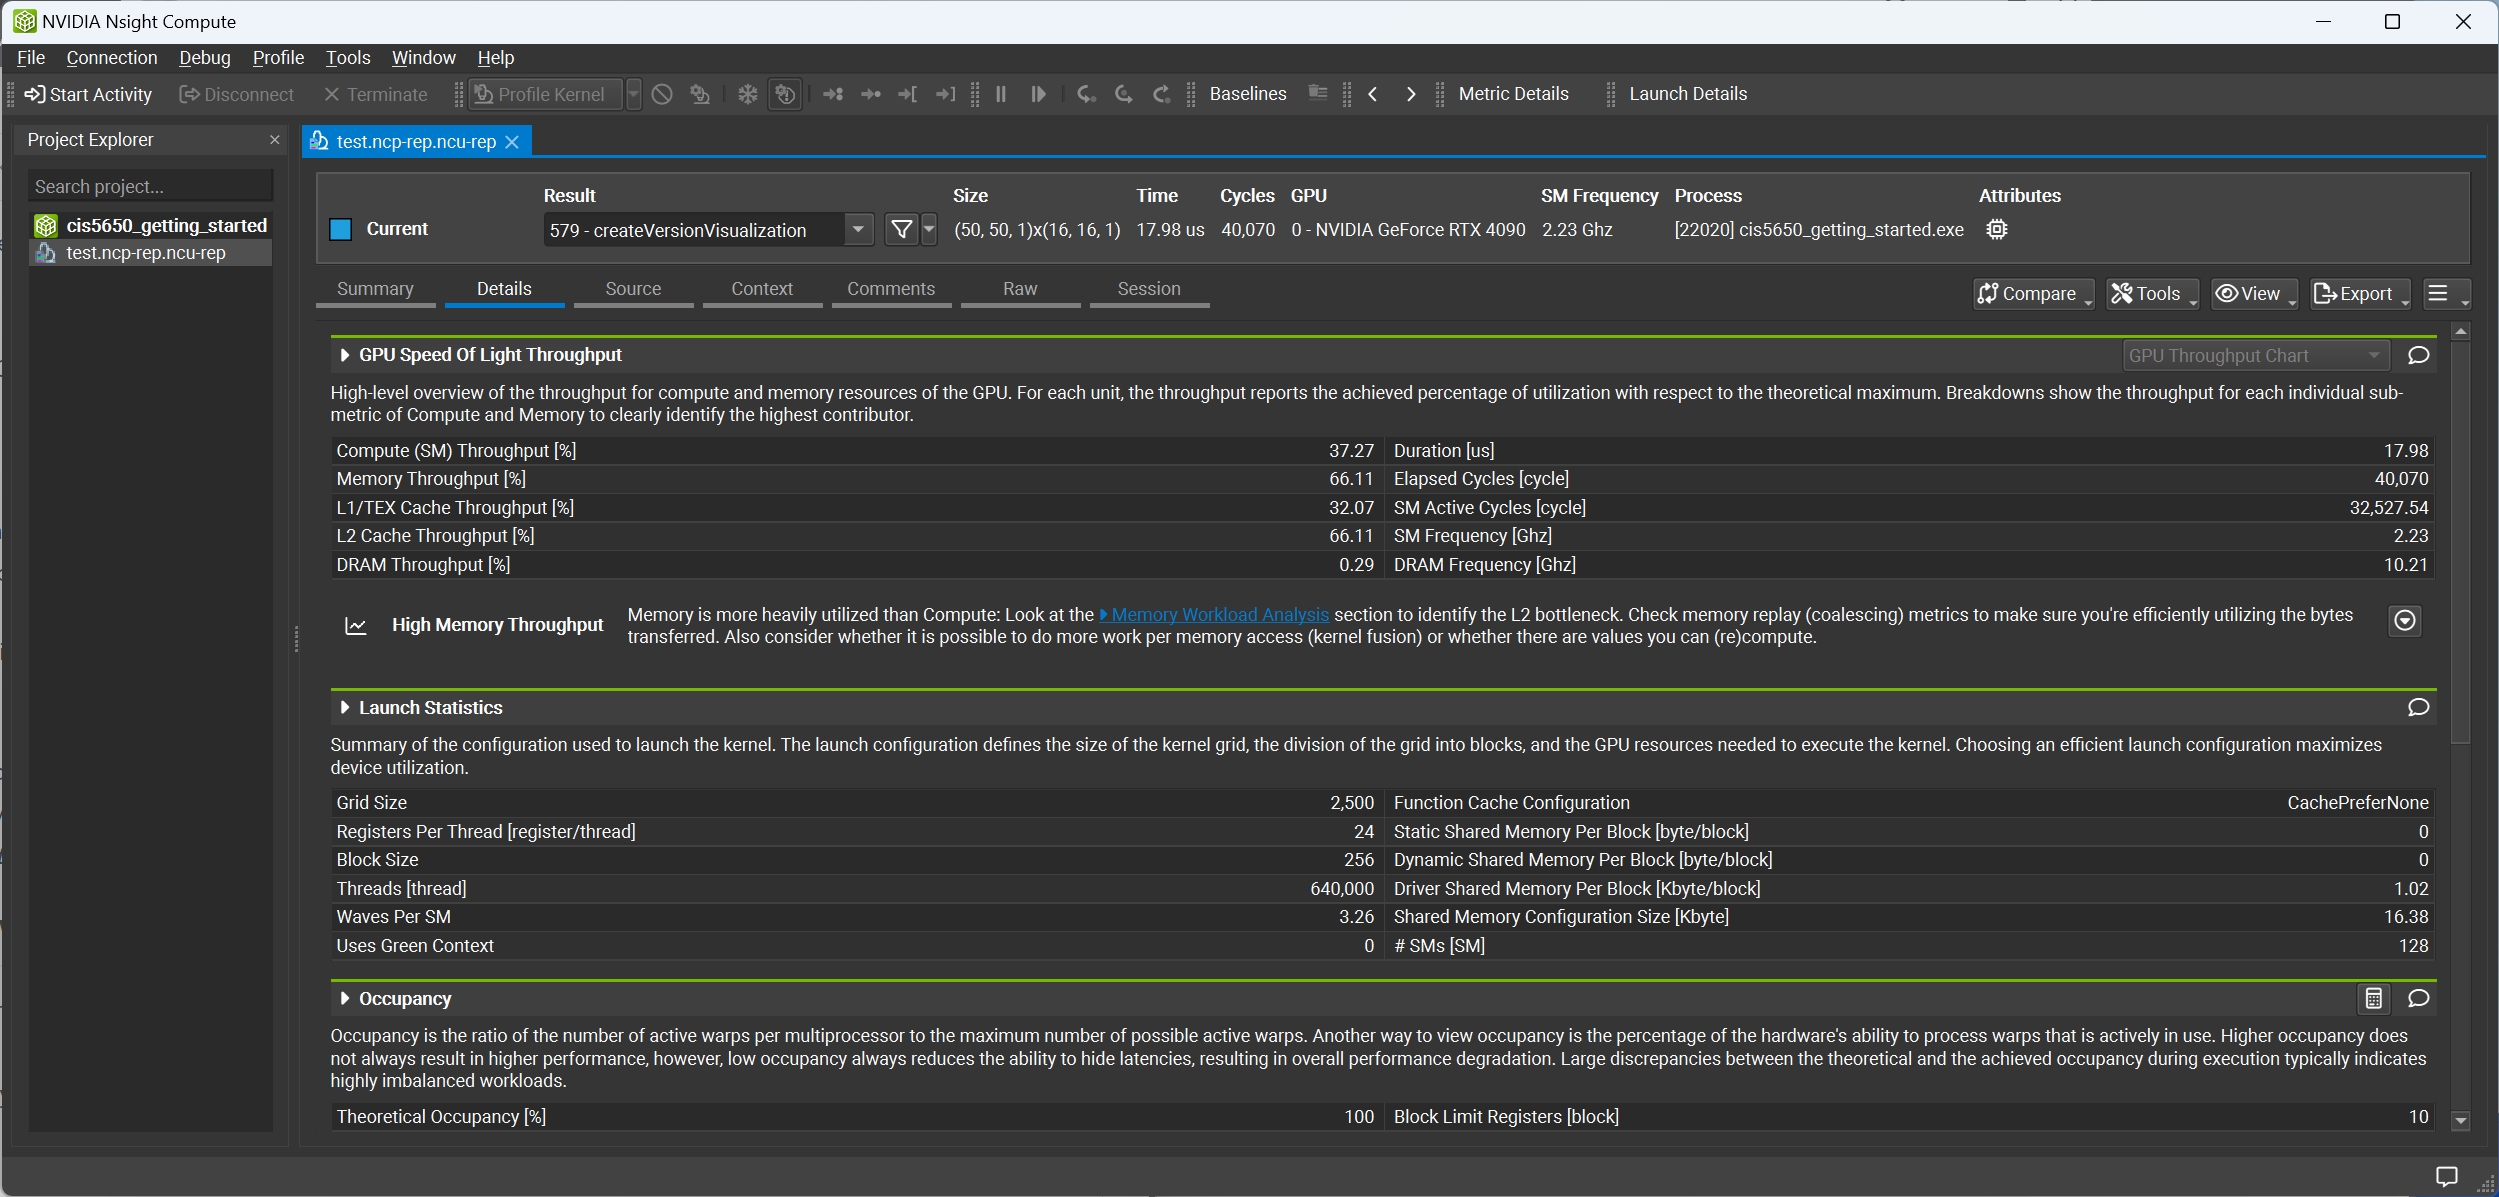 NVIDIA Nsight Compute
File Connection Debug Profile Tools Window Help
Start Activity Disconnect Terminate Profile Kernel Baselines Metric Details Launch Details
Project Explorer
Search project...
cis5650_getting_started
test.ncp-rep.ncu-rep
test.ncp-rep.ncu-rep
Result Size Time Cycles GPU SM Frequency Process Attributes
Current 579 - createVersionVisualization (50, 50, 1)x(16, 16, 1) 17.98 us 40,070 0 - NVIDIA GeForce RTX 4090 2.23 Ghz [22020] cis5650_getting_started.exe
Summary Details Source Context Comments Raw Session Compare Tools View Export
GPU Speed Of Light Throughput GPU Throughput Chart
High-level overview of the throughput for compute and memory resources of the GPU. For each unit, the throughput reports the achieved percentage of utilization with respect to the theoretical maximum. Breakdowns show the throughput for each individual sub-
metric of Compute and Memory to clearly identify the highest contributor.
Compute (SM) Throughput [%] 37.27 Duration [us] 17.98
Memory Throughput [%] 66.11 Elapsed Cycles [cycle] 40,070
L1/TEX Cache Throughput [%] 32.07 SM Active Cycles [cycle] 32,527.54
L2 Cache Throughput [%] 66.11 SM Frequency [Ghz] 2.23
DRAM Throughput [%] 0.29 DRAM Frequency [Ghz] 10.21
High Memory Throughput
Memory is more heavily utilized than Compute: Look at the Memory Workload Analysis section to identify the L2 bottleneck. Check memory replay (coalescing) metrics to make sure you're efficiently utilizing the bytes
transferred. Also consider whether it is possible to do more work per memory access (kernel fusion) or whether there are values you can (re)compute.
Launch Statistics
Summary of the configuration used to launch the kernel. The launch configuration defines the size of the kernel grid, the division of the grid into blocks, and the GPU resources needed to execute the kernel. Choosing an efficient launch configuration maximizes
device utilization.
Grid Size 2,500 Function Cache Configuration CachePreferNone
Registers Per Thread [register/thread] 24 Static Shared Memory Per Block [byte/block] 0
Block Size 256 Dynamic Shared Memory Per Block [byte/block] 0
Threads [thread] 640,000 Driver Shared Memory Per Block [Kbyte/block] 1.02
Waves Per SM 3.26 Shared Memory Configuration Size [Kbyte] 16.38
Uses Green Context 0 # SMs [SM] 128
Occupancy
Occupancy is the ratio of the number of active warps per multiprocessor to the maximum number of possible active warps. Another way to view occupancy is the percentage of the hardware's ability to process warps that is actively in use. Higher occupancy does
not always result in higher performance, however, low occupancy always reduces the ability to hide latencies, resulting in overall performance degradation. Large discrepancies between the theoretical and the achieved occupancy during execution typically indicates
highly imbalanced workloads.
Theoretical Occupancy [%] 100 Block Limit Registers [block] 10